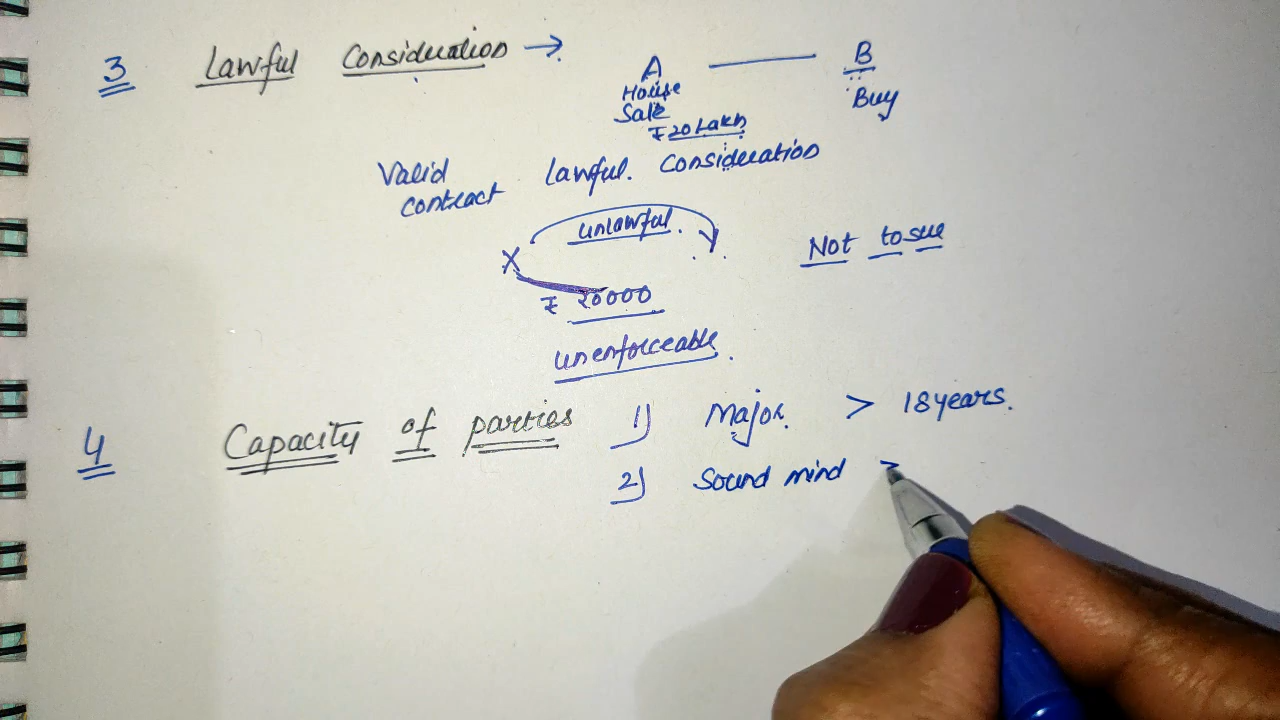 3 Lawful Consideration → A — B
House Buy
Sale
₹ 20 Lakh
Valid Lawful. Consideration
contract
unlawful.
X Y Not to sue
₹ 20000
unenforceable.
4 Capacity of parties 1) Major. > 18 years.
2) Sound mind >